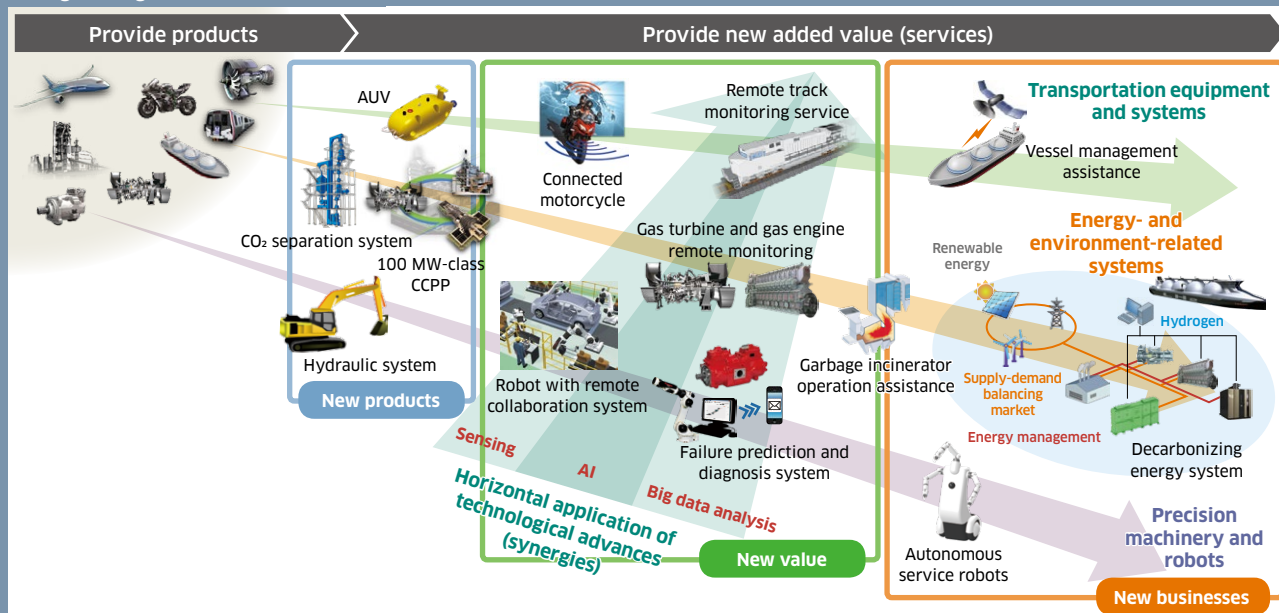 Provide products
Provide new added value (services)
AUV
CO₂ separation system
100 MW-class
CCPP
Hydraulic system
New products
Connected
motorcycle
Remote track
monitoring service
Gas turbine and gas engine
remote monitoring
Robot with remote
collaboration system
Failure prediction and
diagnosis system
Sensing
AI
Big data analysis
Horizontal application of
technological advances
(synergies)
New value
Garbage incinerator
operation assistance
Transportation equipment
and systems
Vessel management
assistance
Energy- and
environment-related
systems
Renewable
energy
Hydrogen
Supply-demand
balancing
market
Energy management
Decarbonizing
energy system
Autonomous
service robots
Precision
machinery and
robots
New businesses